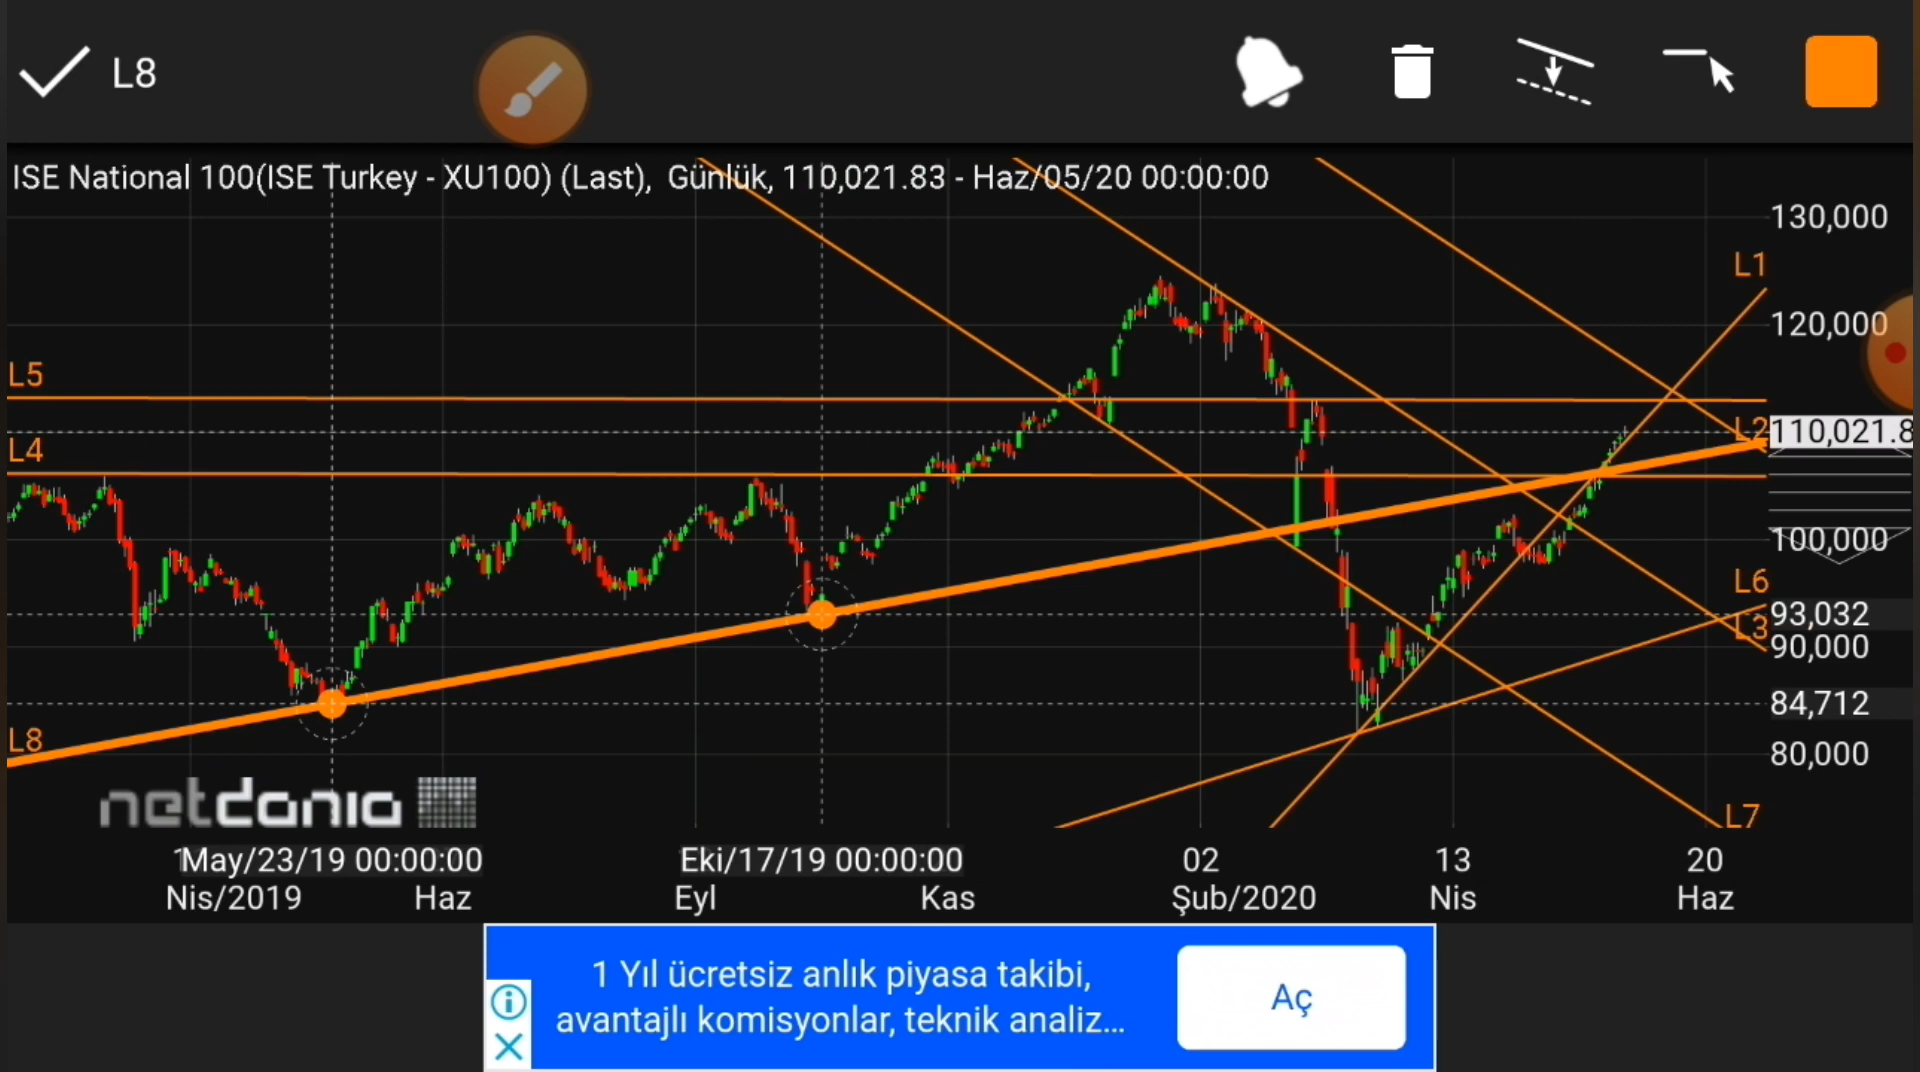 L8
ISE National 100(ISE Turkey - XU100) (Last), Günlük, 110,021.83 - Haz/05/20 00:00:00
130,000
L1
120,000
L5
L2
110,021.8
L4
100,000
L6
93,032
L3
90,000
84,712
L8
80,000
netdania
L7
May/23/19 00:00:00
Eki/17/19 00:00:00
02
13
20
Nis/2019
Haz
Eyl
Kas
Şub/2020
Nis
Haz
1 Yıl ücretsiz anlık piyasa takibi,
avantajlı komisyonlar, teknik analiz...
Aç